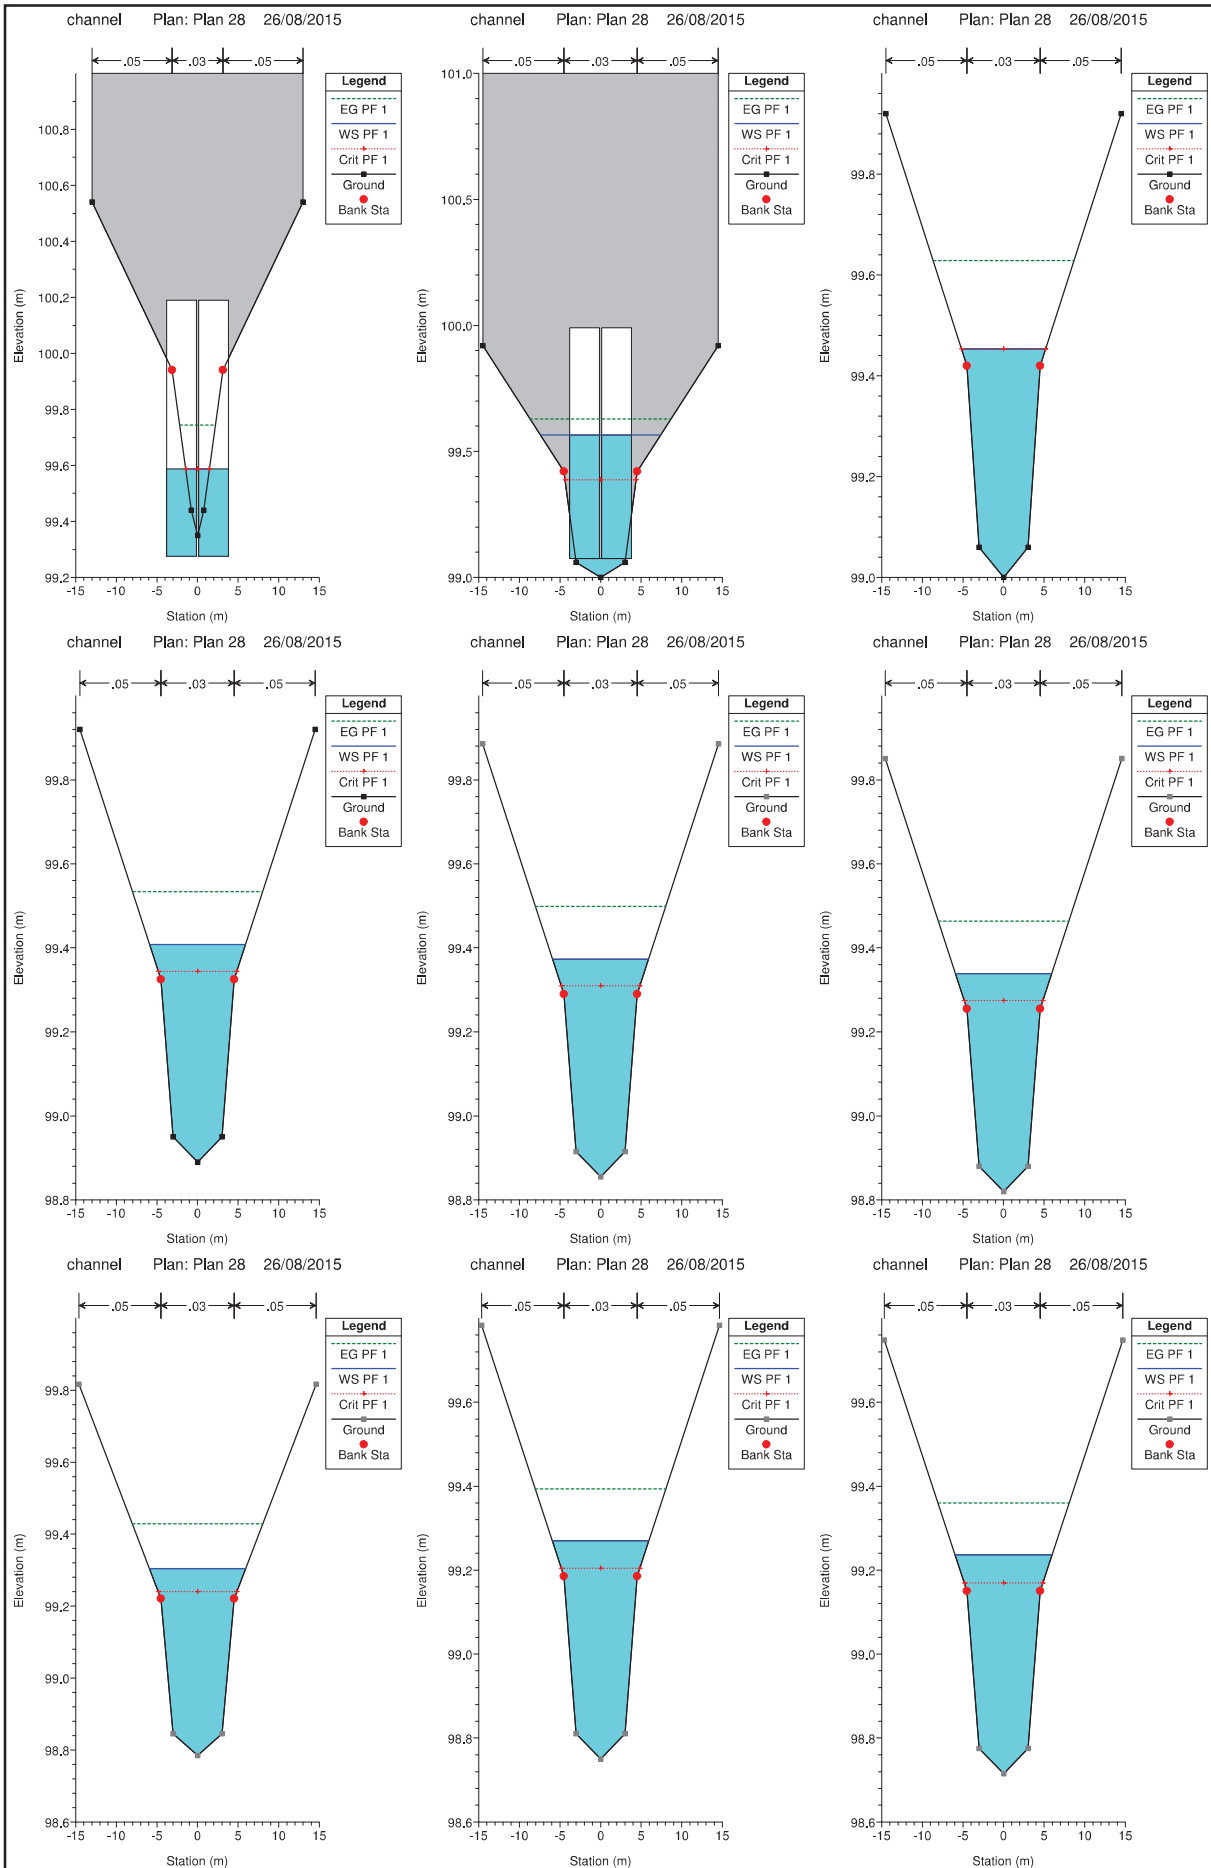 channel Plan: Plan 28 26/08/2015
.05 .03 .05
Legend
EG PF 1
WS PF 1
Crit PF 1
Ground
Bank Sta
100.8
100.6
100.4
100.2
100.0
99.8
99.6
99.4
99.2
Elevation (m)
-15 -10 -5 0 5 10 15
Station (m)
channel Plan: Plan 28 26/08/2015
.05 .03 .05
Legend
EG PF 1
WS PF 1
Crit PF 1
Ground
Bank Sta
101.0
100.5
100.0
99.5
99.0
Elevation (m)
-15 -10 -5 0 5 10 15
Station (m)
channel Plan: Plan 28 26/08/2015
.05 .03 .05
Legend
EG PF 1
WS PF 1
Crit PF 1
Ground
Bank Sta
99.8
99.6
99.4
99.2
99.0
Elevation (m)
-15 -10 -5 0 5 10 15
Station (m)
channel Plan: Plan 28 26/08/2015
.05 .03 .05
Legend
EG PF 1
WS PF 1
Crit PF 1
Ground
Bank Sta
99.8
99.6
99.4
99.2
99.0
98.8
Elevation (m)
-15 -10 -5 0 5 10 15
Station (m)
channel Plan: Plan 28 26/08/2015
.05 .03 .05
Legend
EG PF 1
WS PF 1
Crit PF 1
Ground
Bank Sta
99.8
99.6
99.4
99.2
99.0
98.8
Elevation (m)
-15 -10 -5 0 5 10 15
Station (m)
channel Plan: Plan 28 26/08/2015
.05 .03 .05
Legend
EG PF 1
WS PF 1
Crit PF 1
Ground
Bank Sta
99.8
99.6
99.4
99.2
99.0
98.8
Elevation (m)
-15 -10 -5 0 5 10 15
Station (m)
channel Plan: Plan 28 26/08/2015
.05 .03 .05
Legend
EG PF 1
WS PF 1
Crit PF 1
Ground
Bank Sta
99.8
99.6
99.4
99.2
99.0
98.8
98.6
Elevation (m)
-15 -10 -5 0 5 10 15
Station (m)
channel Plan: Plan 28 26/08/2015
.05 .03 .05
Legend
EG PF 1
WS PF 1
Crit PF 1
Ground
Bank Sta
99.6
99.4
99.2
99.0
98.8
98.6
Elevation (m)
-15 -10 -5 0 5 10 15
Station (m)
channel Plan: Plan 28 26/08/2015
.05 .03 .05
Legend
EG PF 1
WS PF 1
Crit PF 1
Ground
Bank Sta
99.6
99.4
99.2
99.0
98.8
98.6
Elevation (m)
-15 -10 -5 0 5 10 15
Station (m)